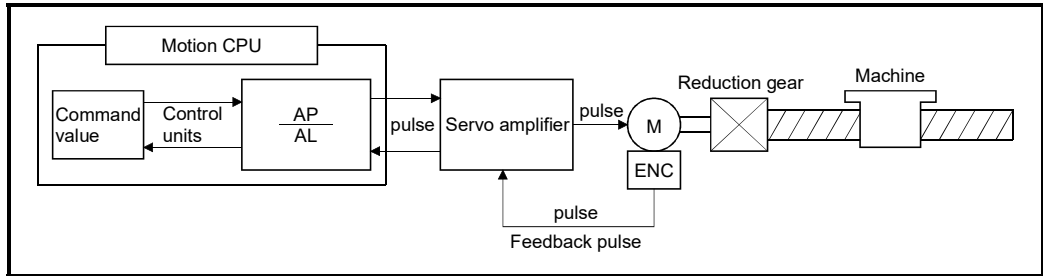 Motion CPU
Command
value
Control
units
AP
AL
pulse
Servo amplifier
pulse
M
ENC
Reduction gear
Machine
pulse
Feedback pulse